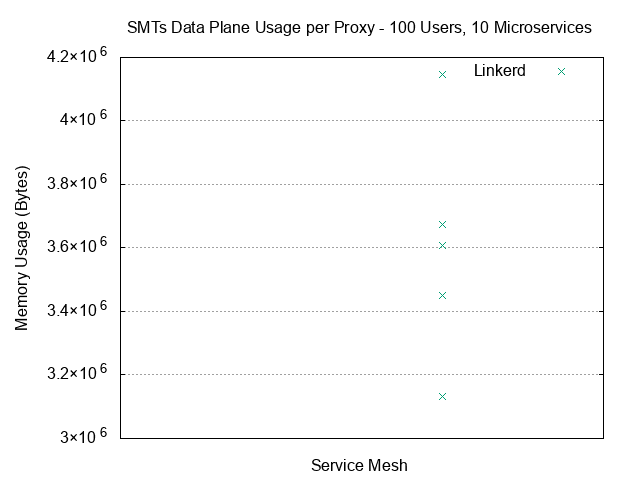 SMTs Data Plane Usage per Proxy - 100 Users, 10 Microservices
4.2×10⁶
Linkerd
4×10⁶
3.8×10⁶
3.6×10⁶
3.4×10⁶
3.2×10⁶
3×10⁶
Memory Usage (Bytes)
Service Mesh